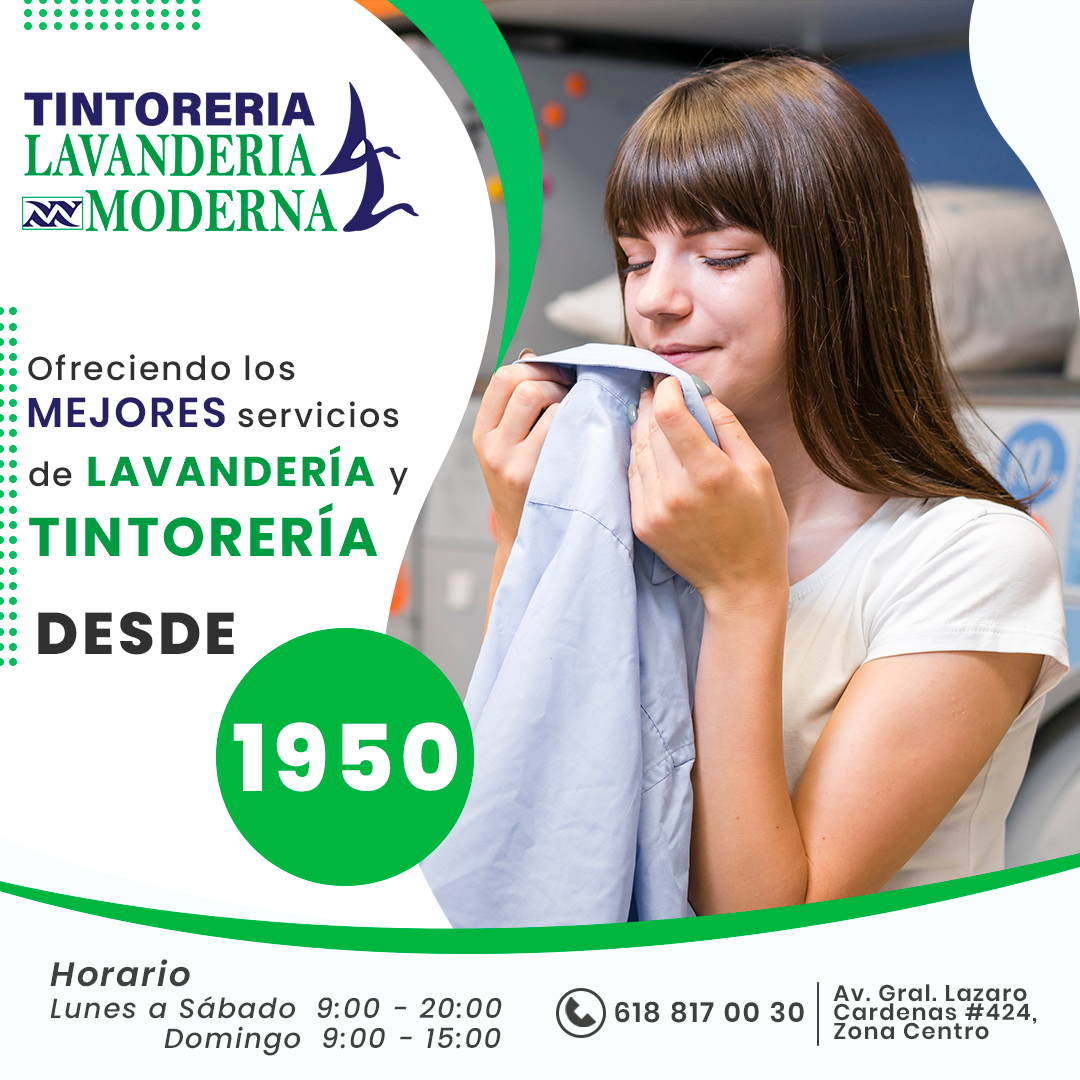 TINTORERIA
LAVANDERIA
MODERNA
Ofreciendo los
MEJORES servicios
de LAVANDERÍA y
TINTORERÍA
DESDE
1950
Horario
Lunes a Sábado 9:00 - 20:00
Domingo 9:00 - 15:00
618 817 00 30
Av. Gral. Lazaro
Cardenas #424,
Zona Centro